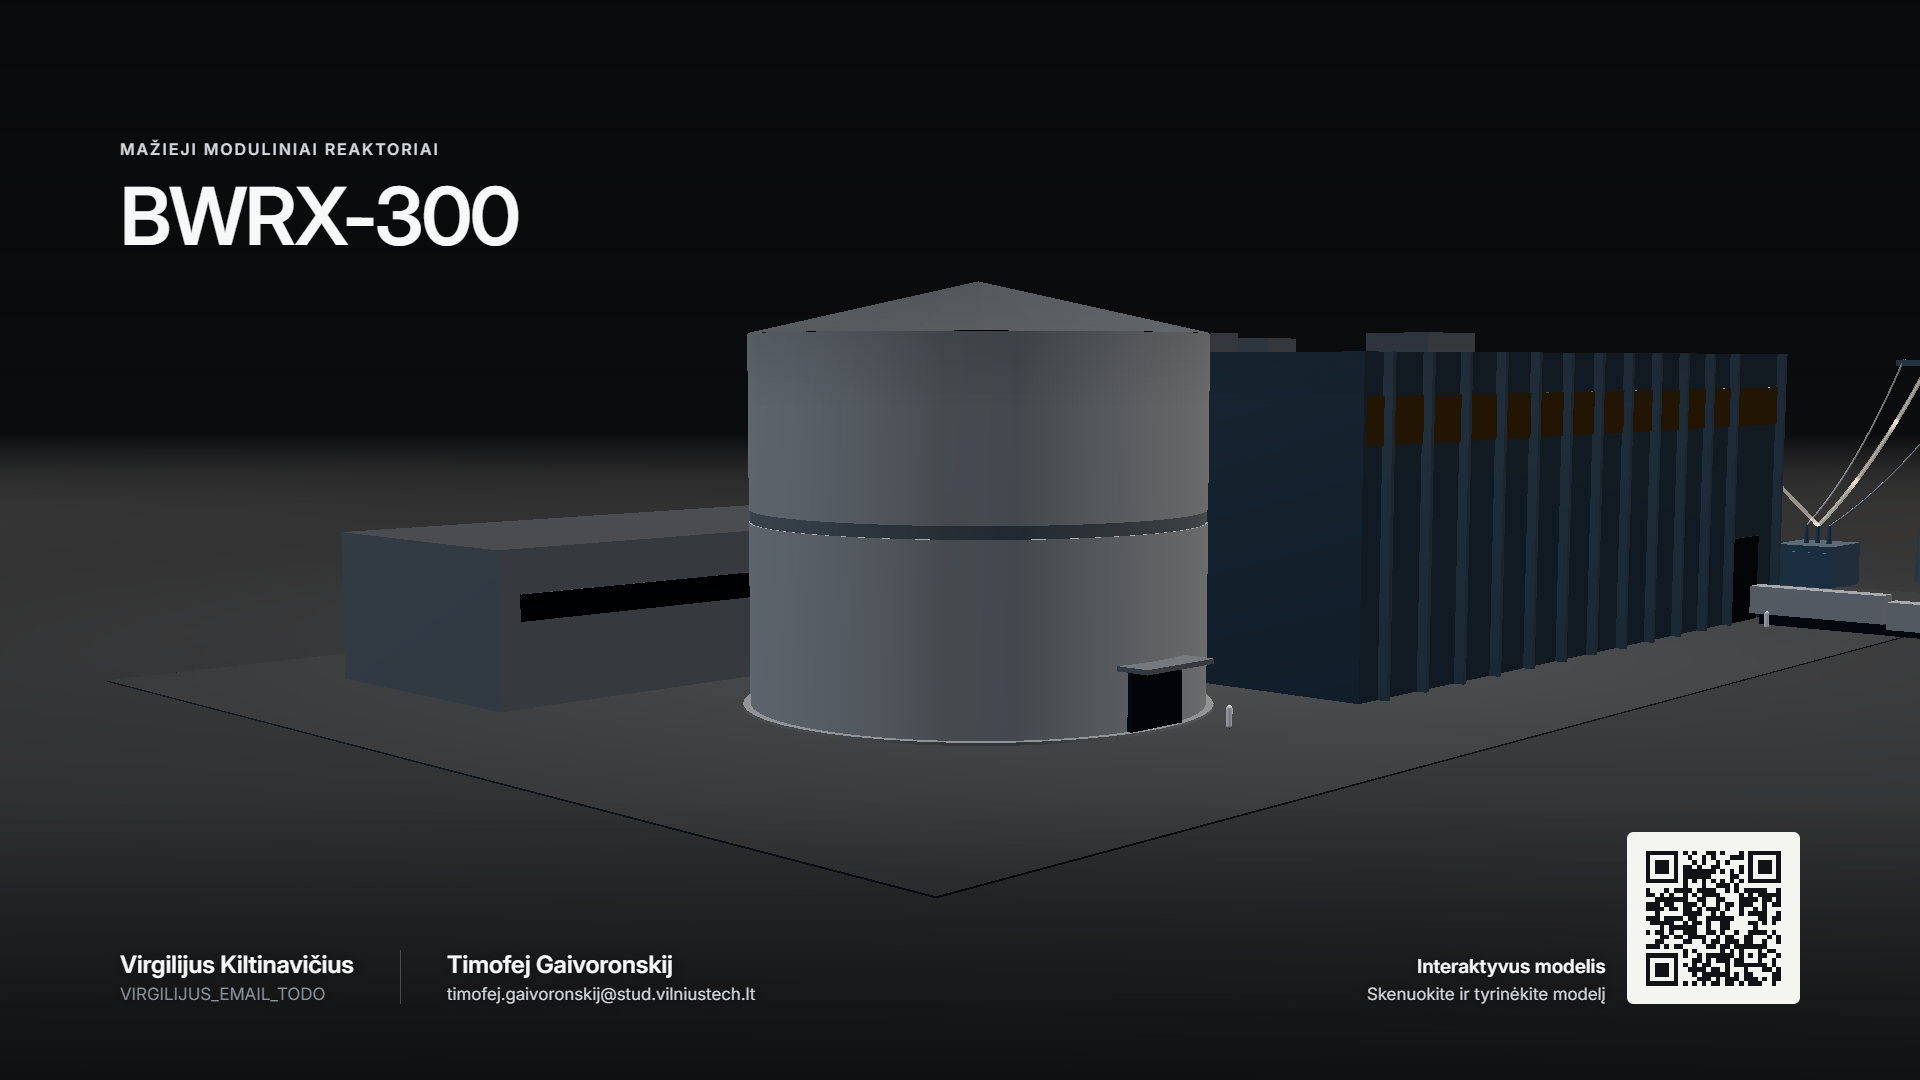 MAŽIEJI MODULINIAI REAKTORIAI
BWRX-300
Virgilijus Kiltinavičius
VIRGILIJUS_EMAIL_TODO
Timofej Gaivoronskij
timofej.gaivoronskij@stud.vilniustech.lt
Interaktyvus modelis
Skenuokite ir tyrinėkite modelį